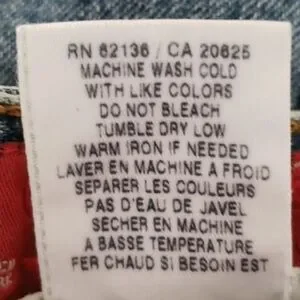 RN 62136 / CA 20625
MACHINE WASH COLD
WITH LIKE COLORS
DO NOT BLEACH
TUMBLE DRY LOW
WARM IRON IF NEEDED
LAVER EN MACHINE A FROID
SEPARER LES COULEURS
PAS D'EAU DE JAVEL
SECHER EN MACHINE
A BASSE TEMPERATURE
FER CHAUD SI BESOIN EST